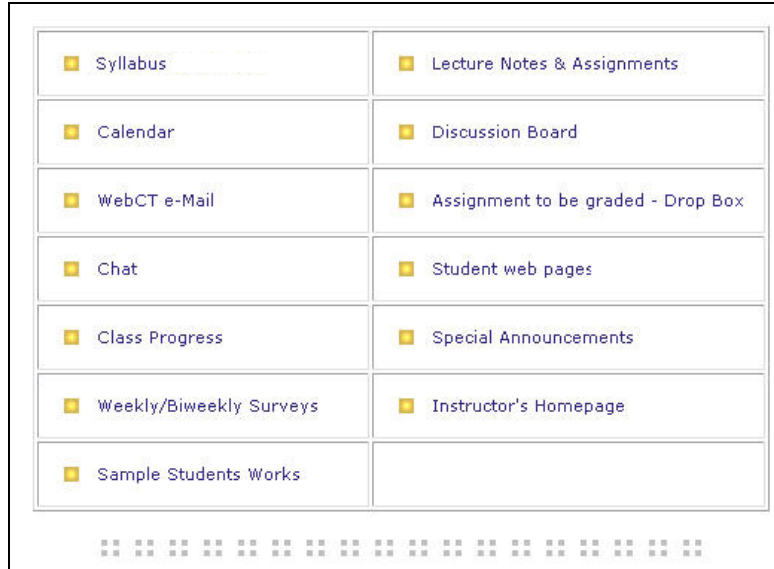 Syllabus
Lecture Notes & Assignments
Calendar
Discussion Board
WebCT e-Mail
Assignment to be graded - Drop Box
Chat
Student web pages
Class Progress
Special Announcements
Weekly/Biweekly Surveys
Instructor's Homepage
Sample Students Works